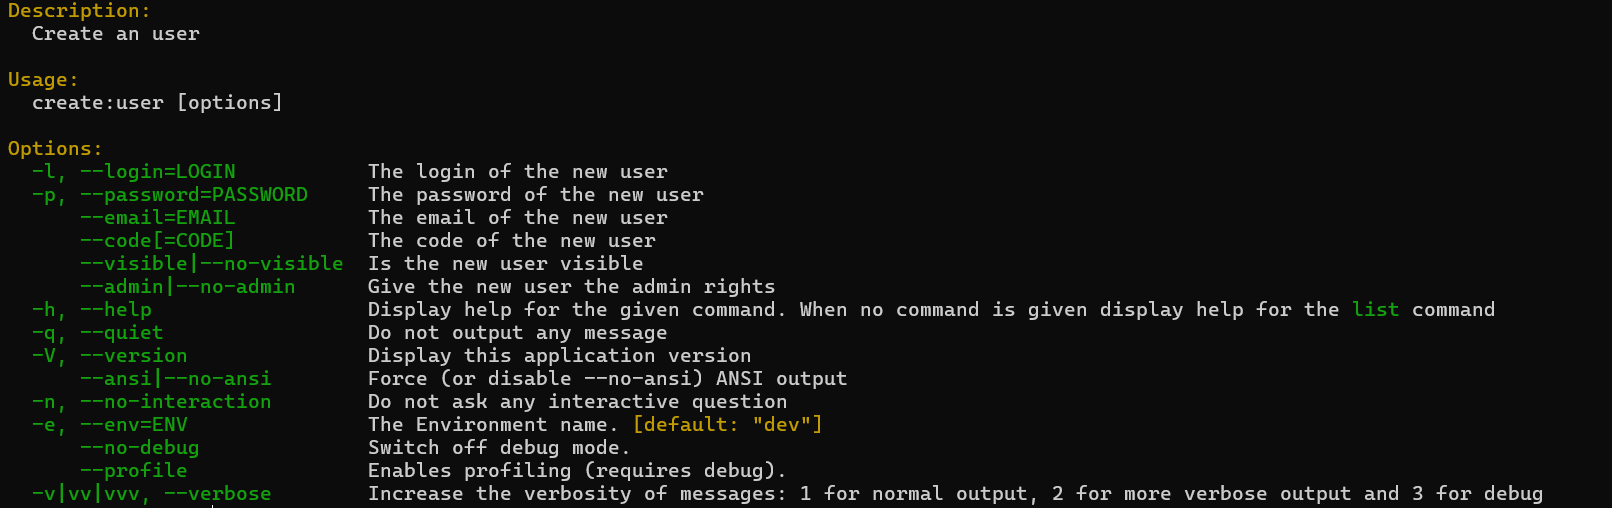 Description:
  Create an user

Usage:
  create:user [options]

Options:
  -l, --login=LOGIN           The login of the new user
  -p, --password=PASSWORD     The password of the new user
      --email=EMAIL           The email of the new user
      --code[=CODE]           The code of the new user
      --visible|--no-visible  Is the new user visible
      --admin|--no-admin      Give the new user the admin rights
  -h, --help                  Display help for the given command. When no command is given display help for the list command
  -q, --quiet                 Do not output any message
  -V, --version               Display this application version
      --ansi|--no-ansi        Force (or disable --no-ansi) ANSI output
  -n, --no-interaction        Do not ask any interactive question
  -e, --env=ENV               The Environment name. [default: "dev"]
      --no-debug              Switch off debug mode.
      --profile               Enables profiling (requires debug).
  -v|vv|vvv, --verbose        Increase the verbosity of messages: 1 for normal output, 2 for more verbose output and 3 for debug